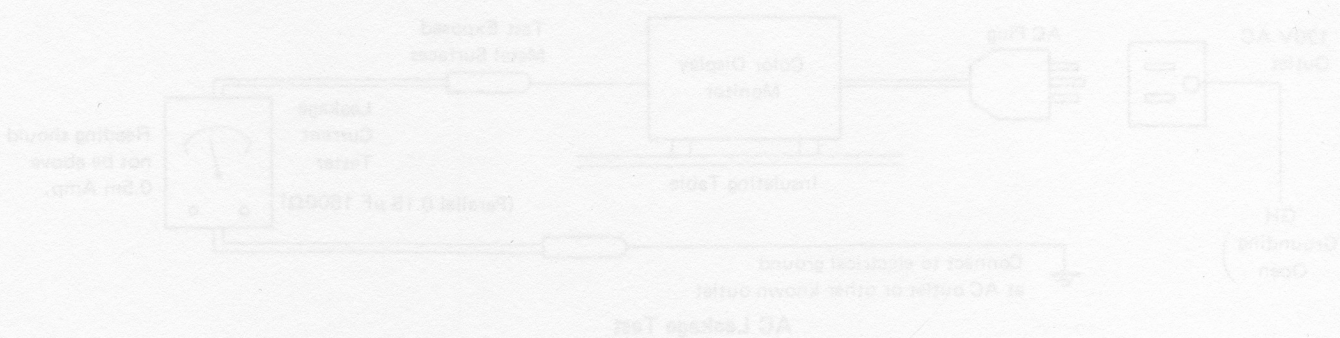 AC Plug
120V AC
Outlet
Test Exposed
Metal Surfaces
Color Display
Monitor
Leakage
Current
Tester
Reading should
not be above
0.5m Amp.
Insulating Table
(Parallel 0.15 μF 1500Ω)
GH
Grounding
Open
Connect to electrical ground
at AC outlet or other known outlet
AC Leakage Test